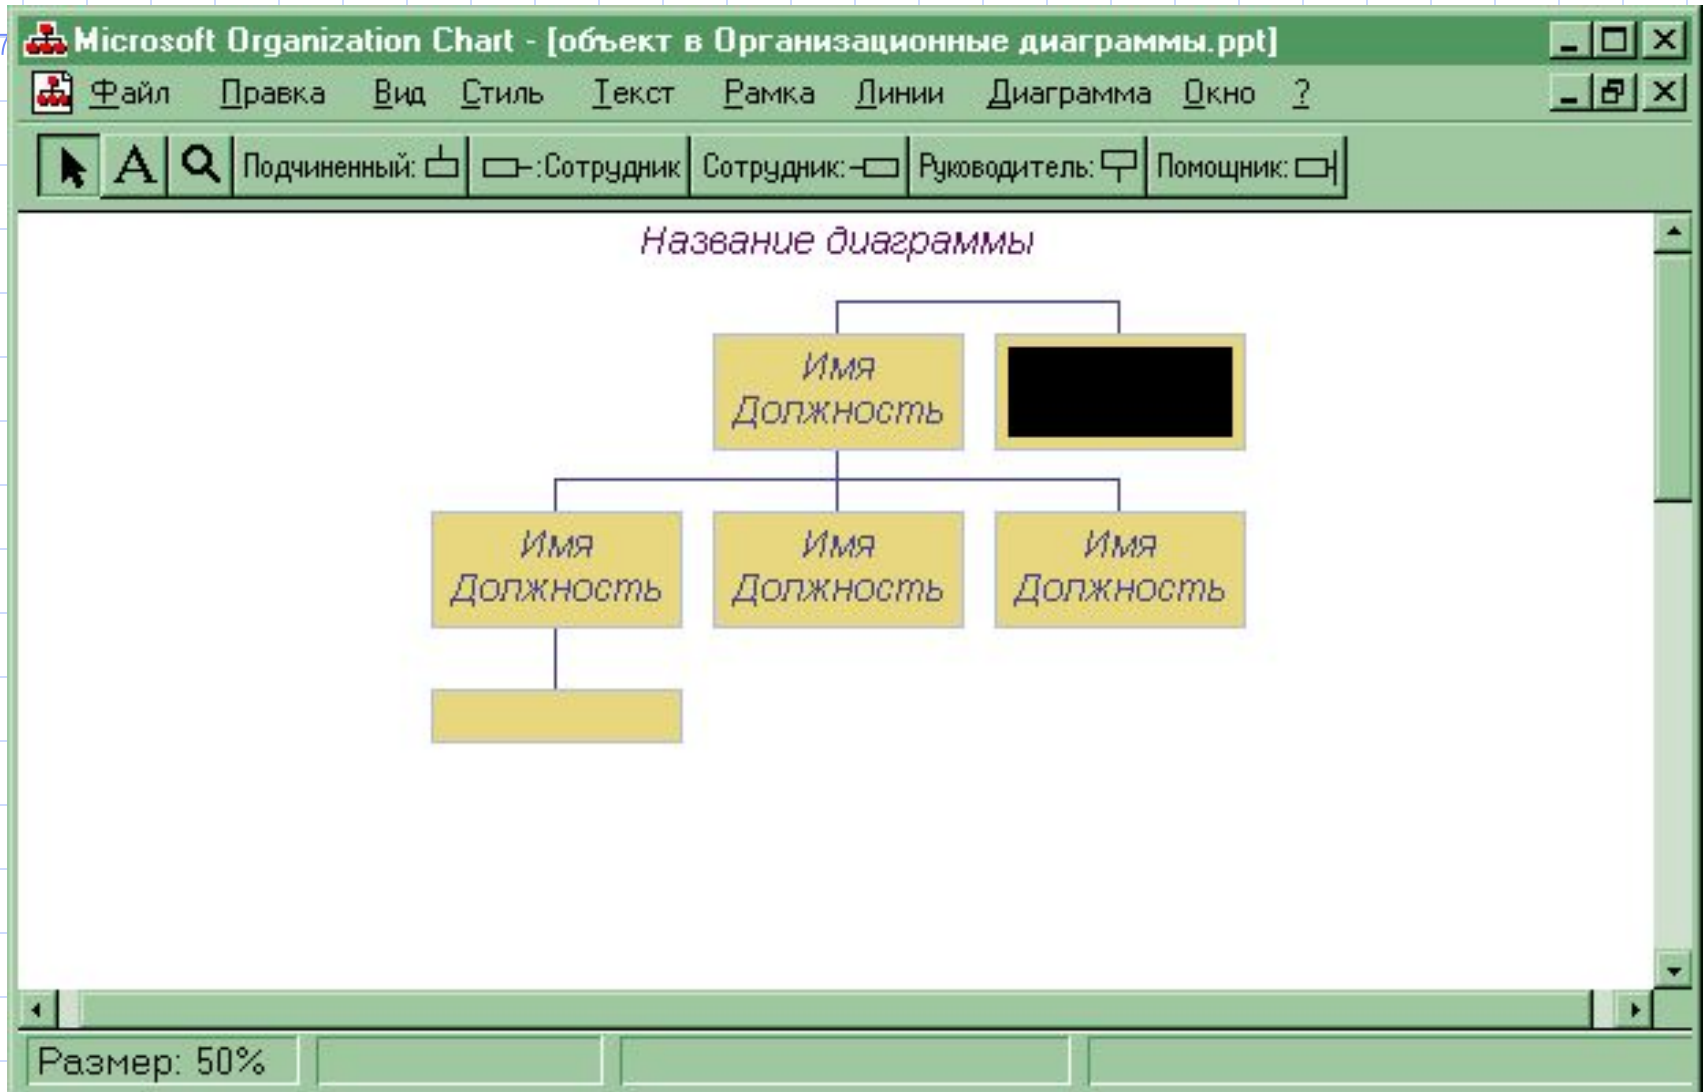 Microsoft Organization Chart - [объект в Организационные диаграммы.ppt]
Файл Правка Вид Стиль Текст Рамка Линии Диаграмма Окно ?
A Подчиненный: :Сотрудник Сотрудник: Руководитель: Помощник:
Название диаграммы
Имя
Должность
Имя
Должность
Имя
Должность
Имя
Должность
Размер: 50%